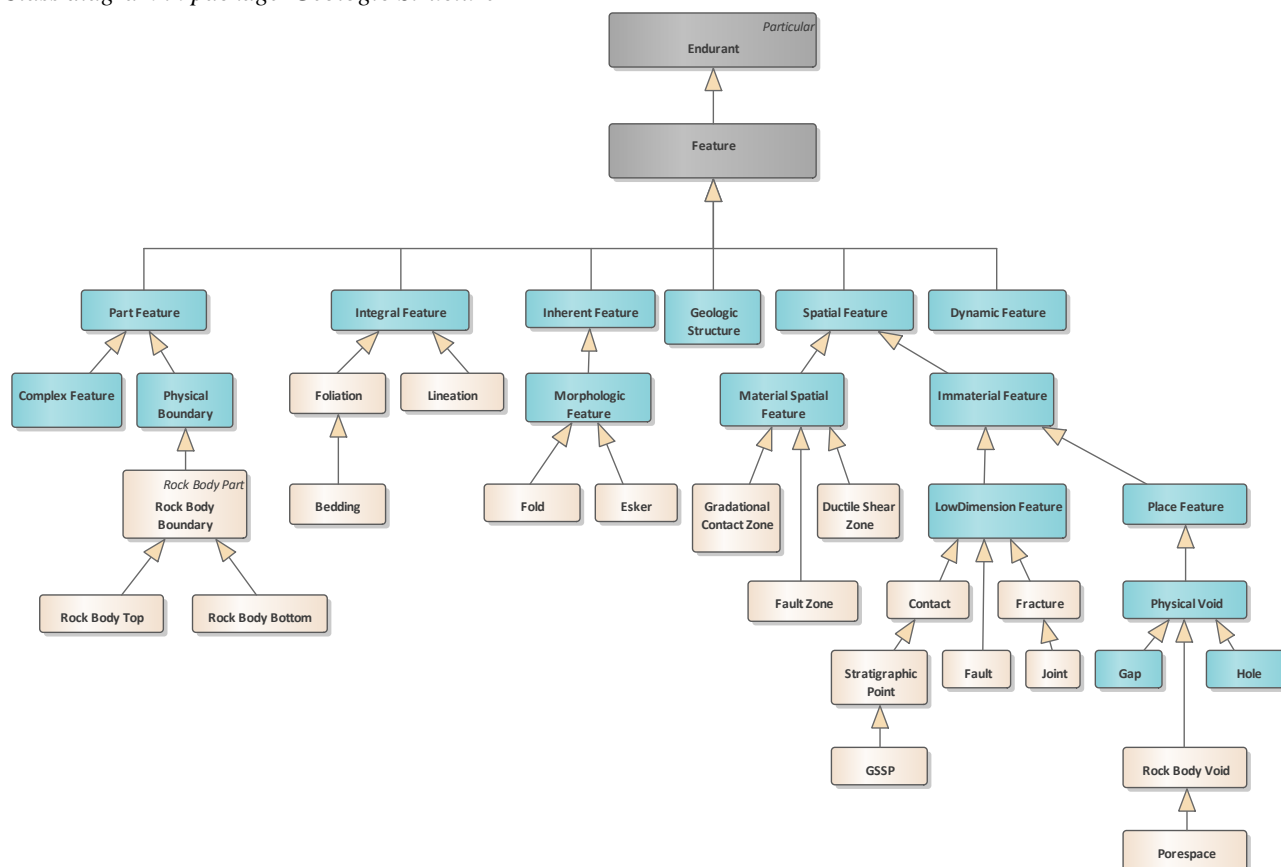 Particular
Endurant
Feature
Part Feature
Integral Feature
Inherent Feature
Geologic
Structure
Spatial Feature
Dynamic Feature
Complex Feature
Physical
Boundary
Foliation
Lineation
Morphologic
Feature
Material Spatial
Feature
Immaterial Feature
Rock Body Part
Rock Body
Boundary
Bedding
Fold
Esker
Gradational
Contact Zone
Ductile Shear
Zone
LowDimension Feature
Place Feature
Rock Body Top
Rock Body Bottom
Fault Zone
Contact
Fracture
Physical Void
Stratigraphic
Point
Fault
Joint
Gap
Hole
GSSP
Rock Body Void
Porespace